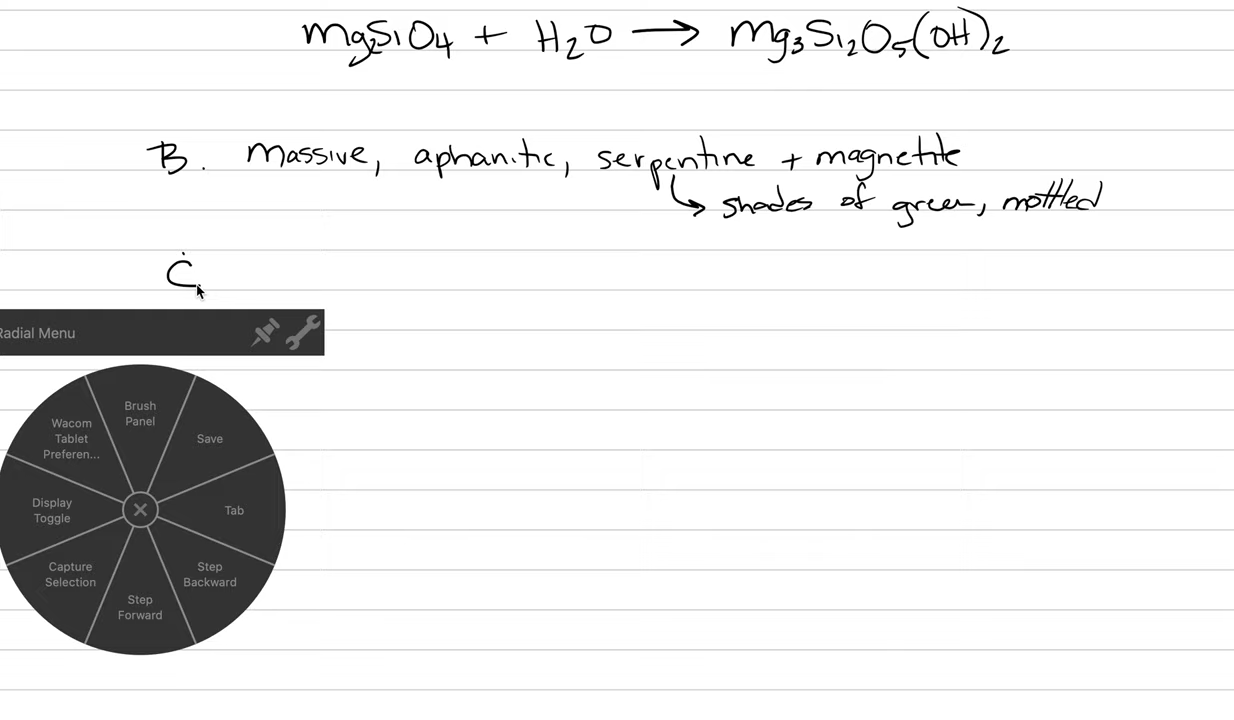 Mg₂SiO₄ + H₂O → Mg₃Si₂O₅(OH)₂
B. Massive, aphanitic, serpentine + magnetite
↳ shades of green, mottled
C.
Radial Menu
Brush
Panel
Save
Tab
Step
Backward
Step
Forward
Capture
Selection
Display
Toggle
Wacom
Tablet
Preferen...